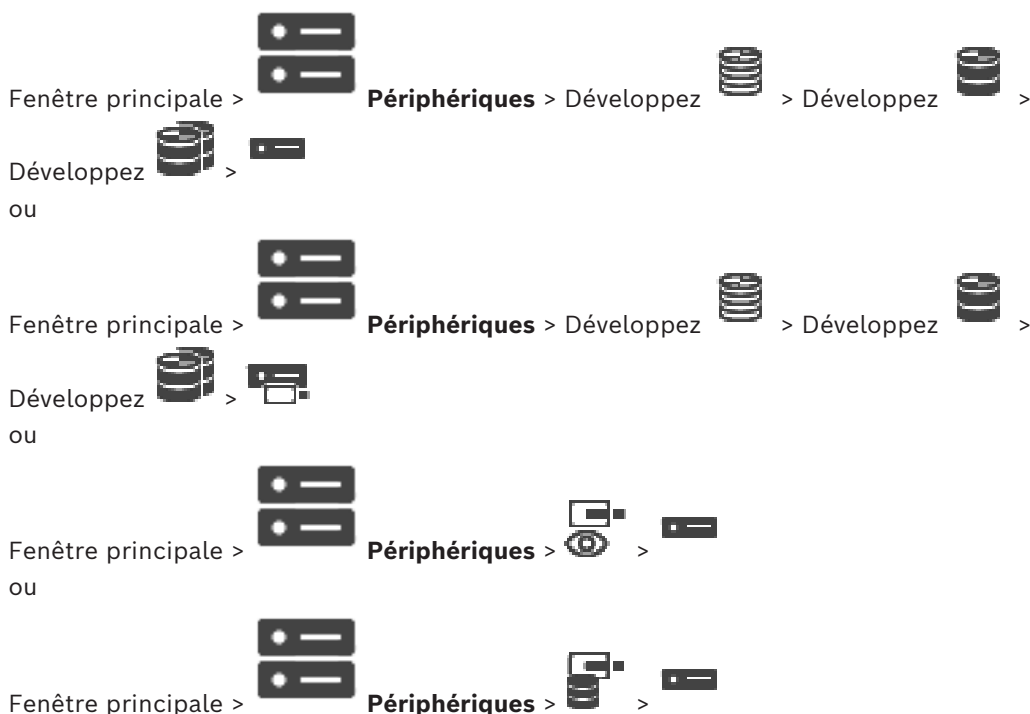 Fenêtre principale > Périphériques > Développez > Développez >
Développez >
ou
Fenêtre principale > Périphériques > Développez > Développez >
Développez >
ou
Fenêtre principale > Périphériques > >
ou
Fenêtre principale > Périphériques > >